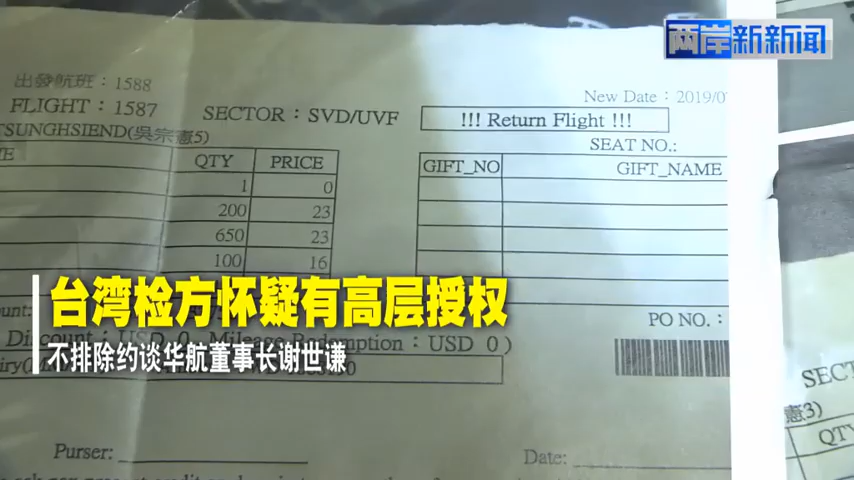 两岸新新闻
出發航班：1588
New Date：2019/0
FLIGHT：1587
SECTOR：SVD/UVF
!!! Return Flight !!!
TSUNGHSIEND(吳宗憲5)
SEAT NO.:
QTY PRICE
GIFT_NO GIFT_NAME
1 0
200 23
650 23
100 16
台湾检方怀疑有高层授权
PO NO.：
Discount: USD 0, Mileage Redemption：USD 0)
不排除约谈华航董事长谢世谦
SECT
憲3)
QTY
Purser:
Date: